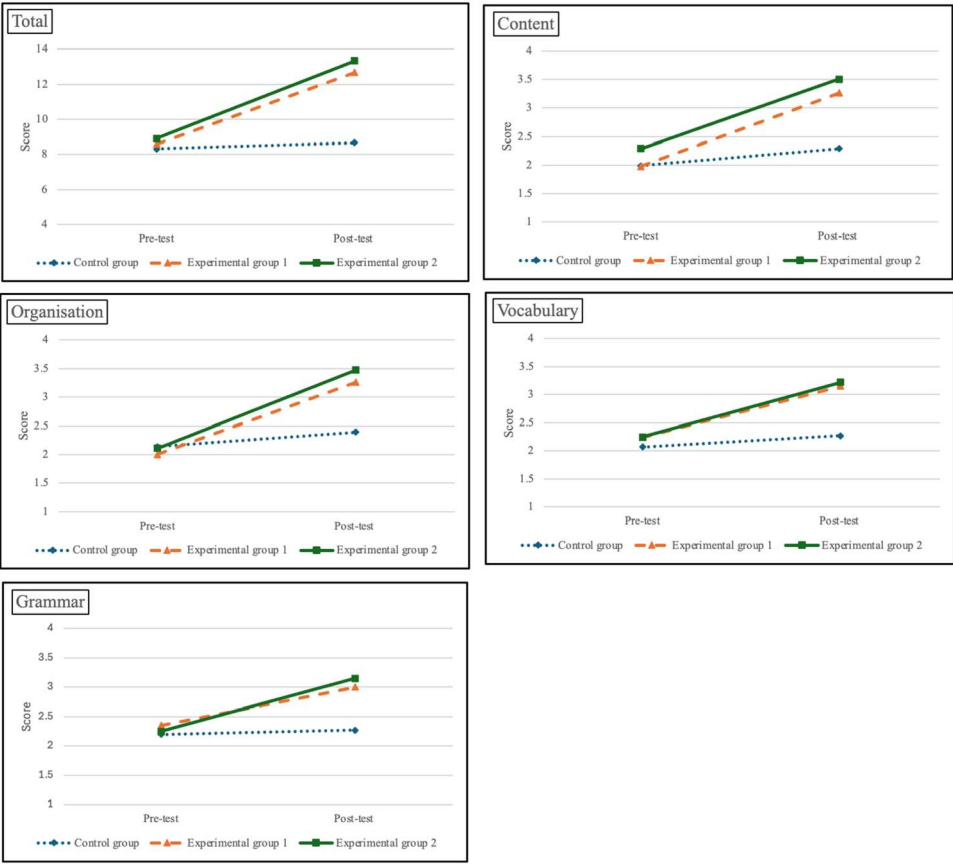 Total
14
12
10
8
6
4
Score
Pre-test Post-test
Control group Experimental group 1 Experimental group 2
Content
4
3.5
3
2.5
2
1.5
1
Score
Pre-test Post-test
Control group Experimental group 1 Experimental group 2
Organisation
4
3.5
3
2.5
2
1.5
1
Score
Pre-test Post-test
Control group Experimental group 1 Experimental group 2
Vocabulary
4
3.5
3
2.5
2
1.5
1
Score
Pre-test Post-test
Control group Experimental group 1 Experimental group 2
Grammar
4
3.5
3
2.5
2
1.5
1
Score
Pre-test Post-test
Control group Experimental group 1 Experimental group 2